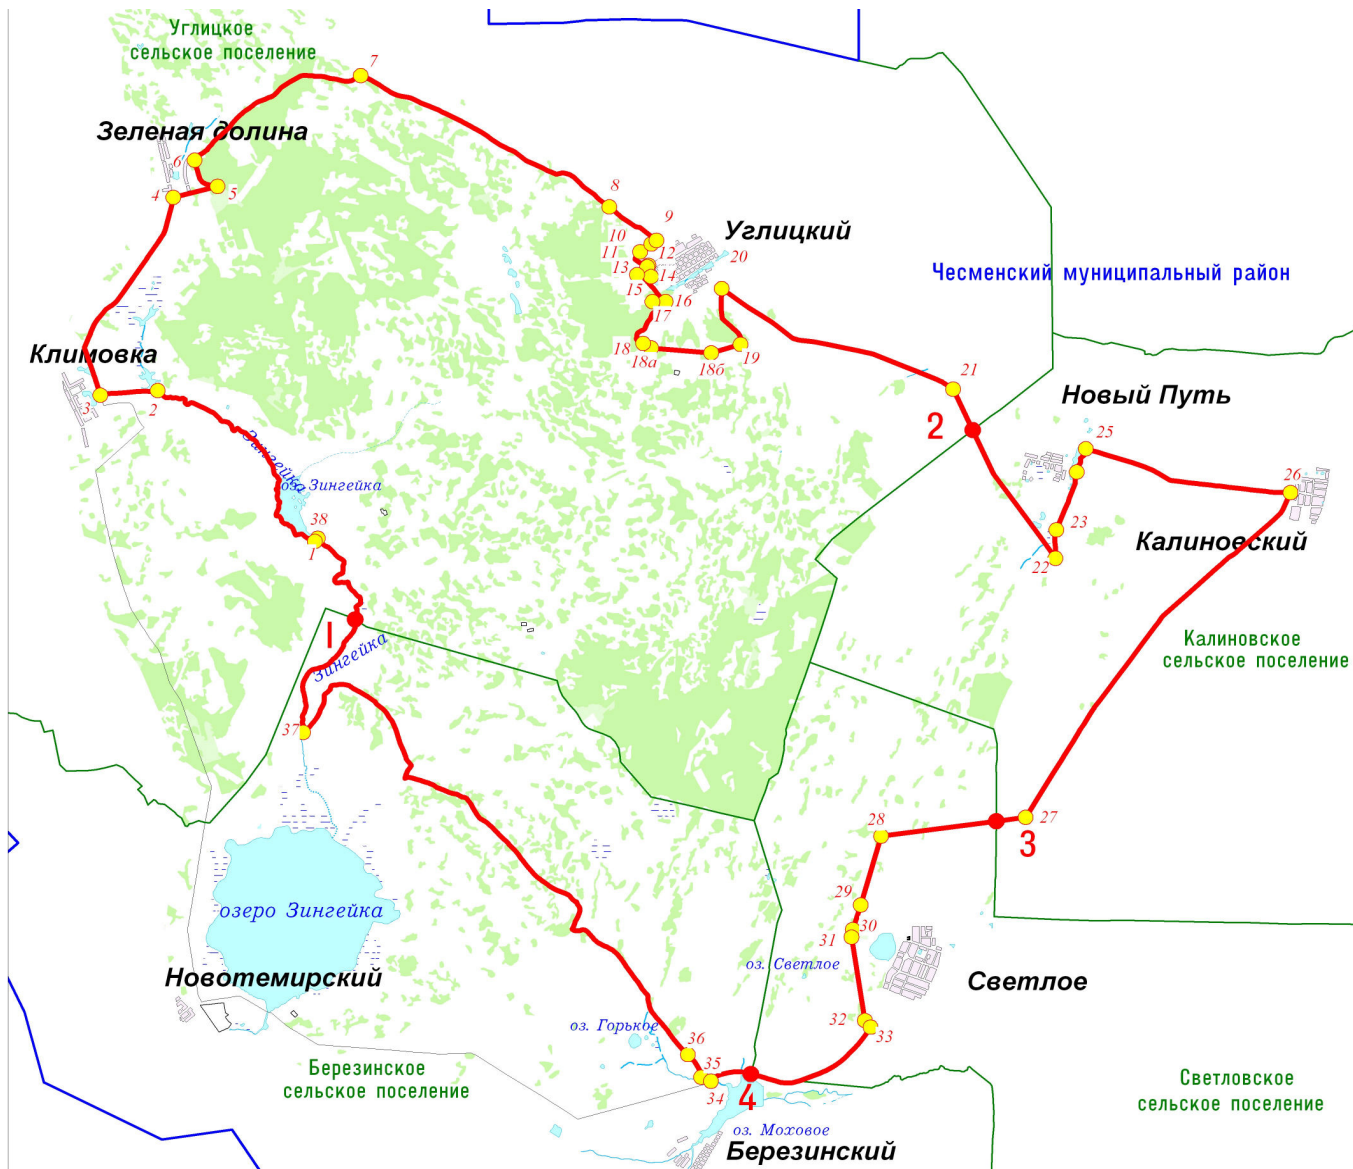 Углицкое
сельское поселение
7
Зеленая долина
6
5
4
8
9
10
11
12
Углицкий
20
13
14
15
16
17
Чесменский муниципальный район
18
18а
18б
19
Климовка
3
2
21
2
Новый Путь
25
26
Зингейка
оз. Зингейка
38
1
23
22
Калиновский
1
Зингейка
Калиновское
сельское поселение
37
28
27
3
29
30
31
озеро Зингейка
оз. Светлое
Новотемирский
Светлое
32
33
оз. Горькое
36
35
34
4
Березинское
сельское поселение
Светловское
сельское поселение
оз. Моховое
Березинский